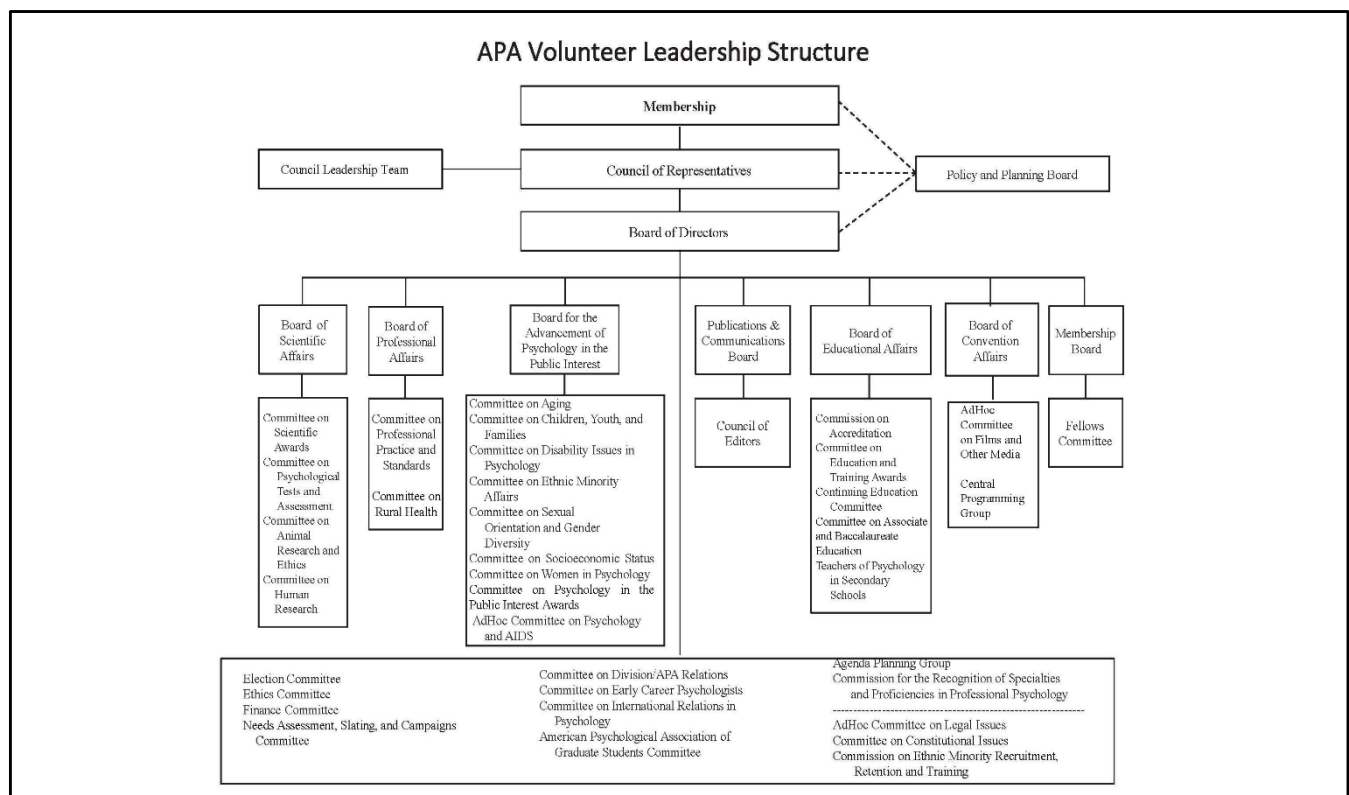 APA Volunteer Leadership Structure
Membership
Council Leadership Team
Council of Representatives
Policy and Planning Board
Board of Directors
Board of
Scientific
Affairs
Board of
Professional
Affairs
Board for the
Advancement of
Psychology in the
Public Interest
Publications &
Communications
Board
Board of
Educational Affairs
Board of
Convention
Affairs
Membership
Board
Committee on
Scientific
Awards
Committee on
Psychological
Tests and
Assessment
Committee on
Animal
Research and
Ethics
Committee on
Human
Research
Committee on
Professional
Practice and
Standards
Committee on
Rural Health
Committee on Aging
Committee on Children, Youth, and
Families
Committee on Disability Issues in
Psychology
Committee on Ethnic Minority
Affairs
Committee on Sexual
Orientation and Gender
Diversity
Committee on Socioeconomic Status
Committee on Women in Psychology
Committee on Psychology in the
Public Interest Awards
AdHoc Committee on Psychology
and AIDS
Council of
Editors
Commission on
Accreditation
Committee on
Education and
Training Awards
Continuing Education
Committee
Committee on Associate
and Baccalaureate
Education
Teachers of Psychology
in Secondary
Schools
AdHoc
Committee
on Films and
Other Media
Central
Programming
Group
Fellows
Committee
Election Committee
Ethics Committee
Finance Committee
Needs Assessment, Slating, and Campaigns
Committee
Committee on Division/APA Relations
Committee on Early Career Psychologists
Committee on International Relations in
Psychology
American Psychological Association of
Graduate Students Committee
Agenda Planning Group
Commission for the Recognition of Specialties
and Proficiencies in Professional Psychology
AdHoc Committee on Legal Issues
Committee on Constitutional Issues
Commission on Ethnic Minority Recruitment,
Retention and Training